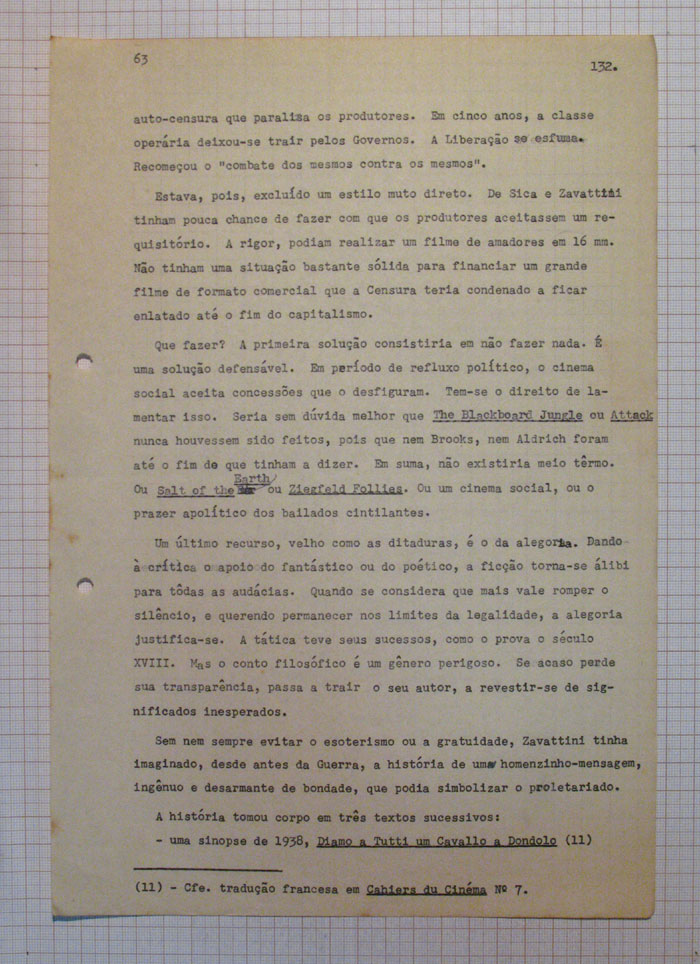 63
132.
auto-censura que paraliza os produtores. Em cinco anos, a classe
operária deixou-se trair pelos Governos. A Liberação se esfuma.
Recomeçou o "combate dos mesmos contra os mesmos".
Estava, pois, excluído um estilo muto direto. De Sica e Zavattini
tinham pouca chance de fazer com que os produtores aceitassem um re-
quisitório. A rigor, podiam realizar um filme de amadores em 16 mm.
Não tinham uma situação bastante sólida para financiar um grande
filme de formato comercial que a Censura teria condenado a ficar
enlatado até o fim do capitalismo.
Que fazer? A primeira solução consistiria em não fazer nada. É
uma solução defensável. Em período de refluxo político, o cinema
social aceita concessões que o desfiguram. Tem-se o direito de la-
mentar isso. Seria sem dúvida melhor que The Blackboard Jungle ou Attack
nunca houvessem sido feitos, pois que nem Brooks, nem Aldrich foram
até o fim de que tinham a dizer. Em suma, não existiria meio têrmo.
Ou Salt of the Earth ou Ziegfeld Follies. Ou um cinema social, ou o
prazer apolítico dos bailados cintilantes.
Um último recurso, velho como as ditaduras, é o da alegoria. Dando
à crítica o apoio do fantástico ou do poético, a ficção torna-se álibi
para tôdas as audácias. Quando se considera que mais vale romper o
silêncio, e querendo permanecer nos limites da legalidade, a alegoria
justifica-se. A tática teve seus sucessos, como o prova o século
XVIII. Mas o conto filosófico é um gênero perigoso. Se acaso perde
sua transparência, passa a trair o seu autor, a revestir-se de sig-
nificados inesperados.
Sem nem sempre evitar o esoterismo ou a gratuidade, Zavattini tinha
imaginado, desde antes da Guerra, a história de um homenzinho-mensagem,
ingênuo e desarmante de bondade, que podia simbolizar o proletariado.
A história tomou corpo em três textos sucessivos:
- uma sinopse de 1938, Diamo a Tutti um Cavallo a Dondolo (11)
(11) - Cfe. tradução francesa em Cahiers du Cinéma Nº 7.